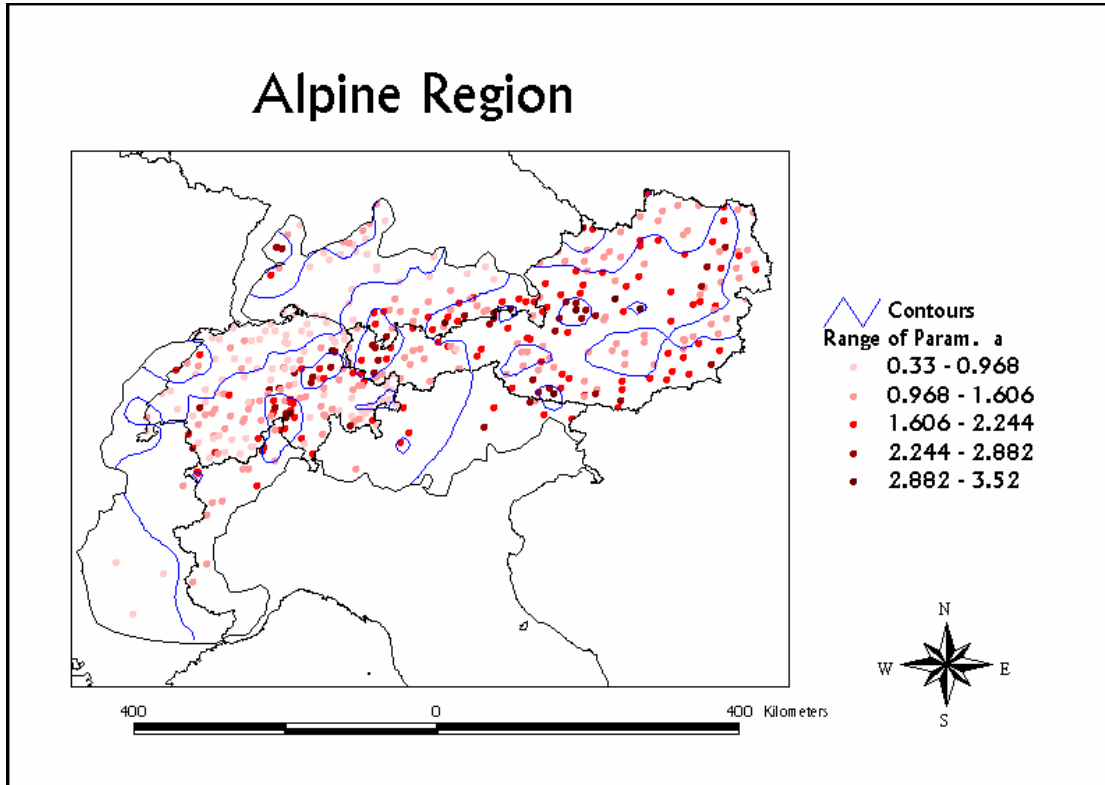 Alpine Region
Contours
Range of Param. a
0.33 - 0.968
0.968 - 1.606
1.606 - 2.244
2.244 - 2.882
2.882 - 3.52
N
W E
S
400 0 400 Kilometers